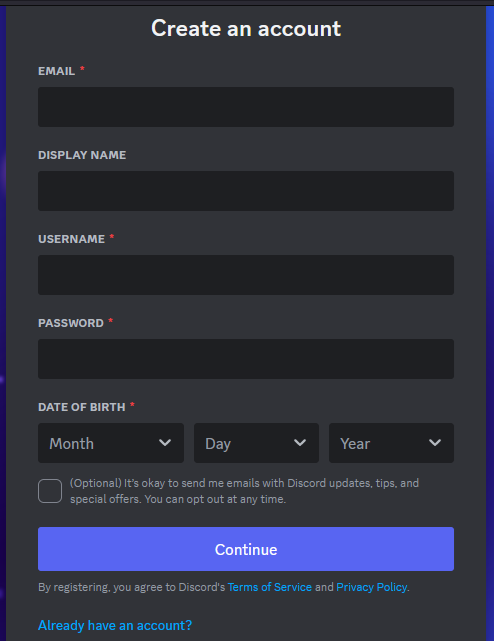 Create an account
EMAIL *
DISPLAY NAME
USERNAME *
PASSWORD *
DATE OF BIRTH *
Month Day Year
(Optional) It's okay to send me emails with Discord updates, tips, and
special offers. You can opt out at any time.
Continue
By registering, you agree to Discord's Terms of Service and Privacy Policy.
Already have an account?